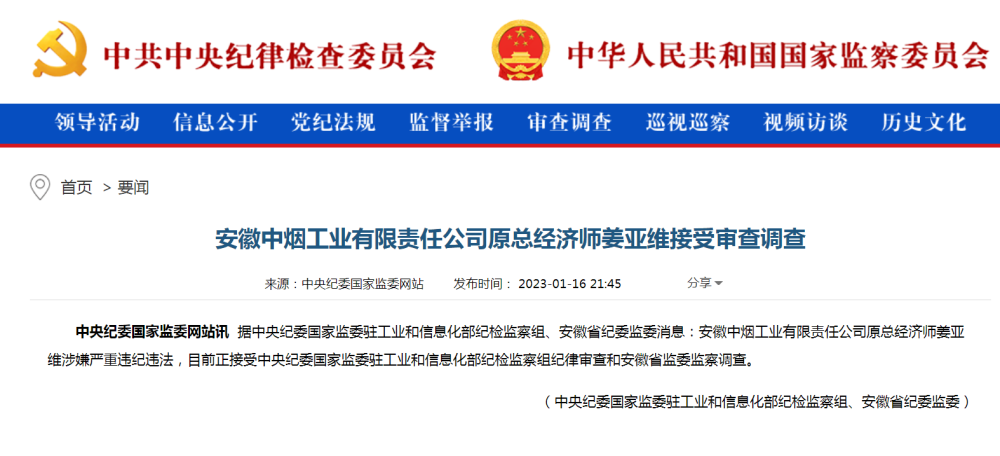 中共中央纪律检查委员会 中华人民共和国国家监察委员会
领导活动 信息公开 党纪法规 监督举报 审查调查 巡视巡察 视频访谈 历史文化
首页 > 要闻
安徽中烟工业有限责任公司原总经济师姜亚维接受审查调查
来源：中央纪委国家监委网站 发布时间： 2023-01-16 21:45 分享
中央纪委国家监委网站讯 据中央纪委国家监委驻工业和信息化部纪检监察组、安徽省纪委监委消息：安徽中烟工业有限责任公司原总经济师姜亚
维涉嫌严重违纪违法，目前正接受中央纪委国家监委驻工业和信息化部纪检监察组纪律审查和安徽省监委监察调查。
（中央纪委国家监委驻工业和信息化部纪检监察组、安徽省纪委监委）